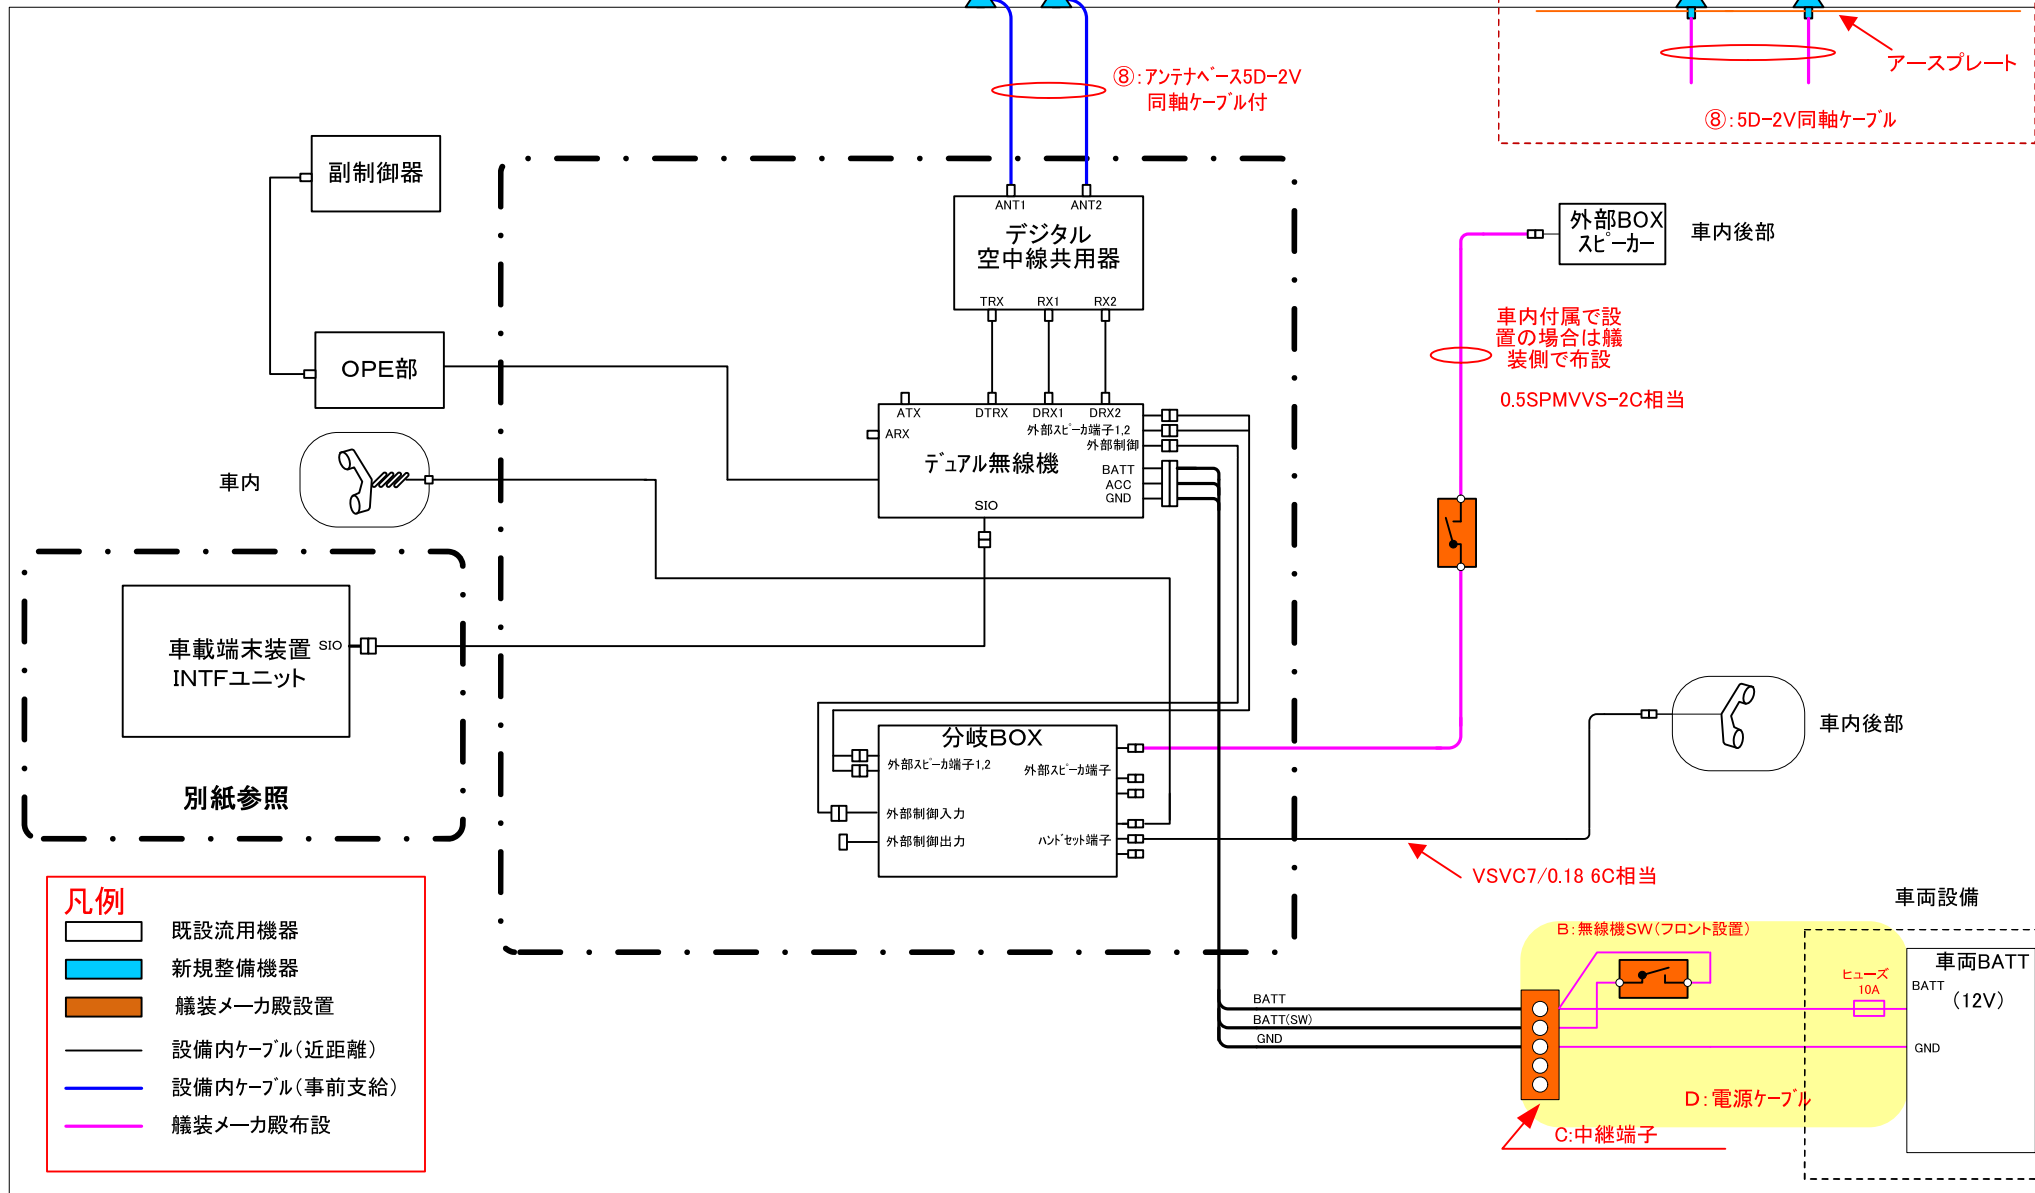 ⑧：アンテナベース5D-2V
同軸ケーブル付
アースプレート
⑧：5D-2V同軸ケーブル
副制御器
ANT1
ANT2
デジタル
空中線共用器
TRX
RX1
RX2
外部BOX
スピーカー
車内後部
車内付属で設
置の場合は艤
装側で布設
0.5SPMVVS-2C相当
OPE部
ATX
DTRX
DRX1
DRX2
ARX
外部スピーカ端子1,2
外部制御
デュアル無線機
BATT
ACC
GND
SIO
車内
車載端末装置
INTFユニット
SIO
別紙参照
分岐BOX
外部スピーカ端子1,2
外部スピーカ端子
外部制御入力
外部制御出力
ハンドセット端子
車内後部
VSVC7/0.18 6C相当
凡例
既設流用機器
新規整備機器
艤装メーカ殿設置
設備内ケーブル（近距離）
設備内ケーブル（事前支給）
艤装メーカ殿布設
車両設備
B：無線機SW（フロント設置）
ヒューズ
10A
車両BATT
BATT
（12V）
GND
BATT
BATT(SW)
GND
D：電源ケーブル
C:中継端子